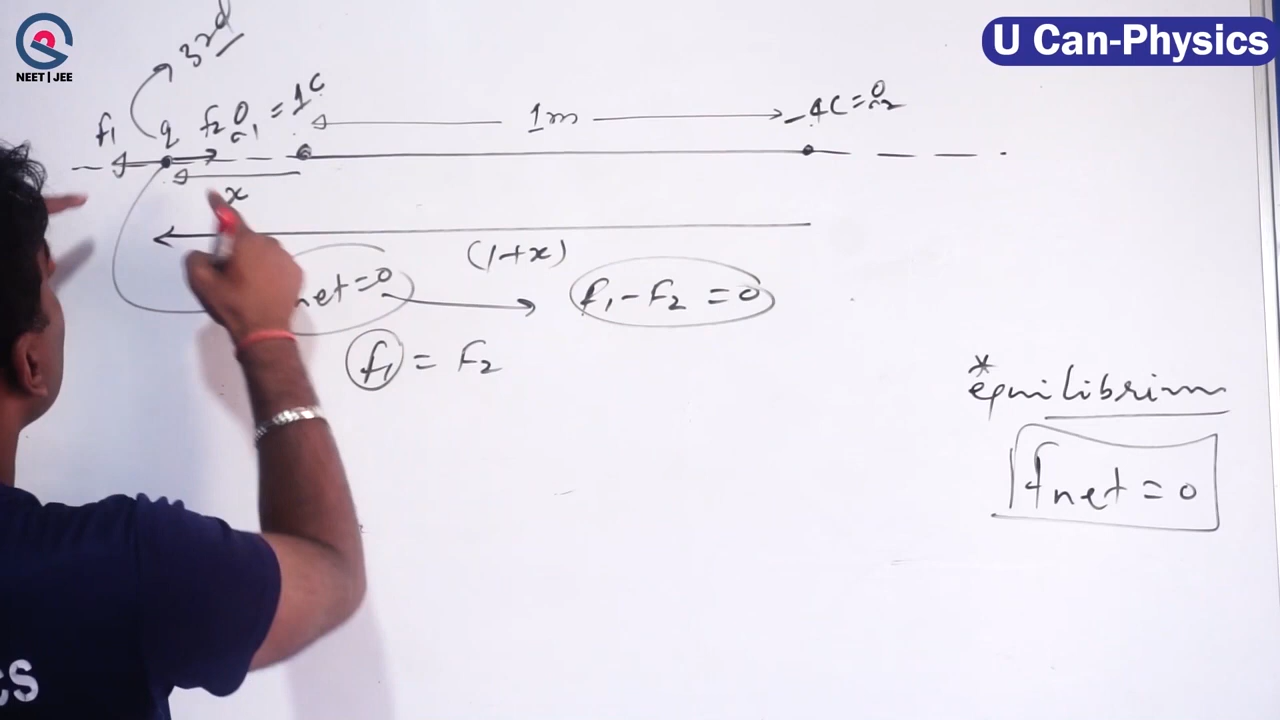 NEET | JEE
U Can-Physics
3rd
f₁ q f₂ Q₁ = 1C
1m
-4C = Q₂
x
(1+x)
net = 0
f₁ - F₂ = 0
f₁ = F₂
*
equilibrium
fnet = 0
cs